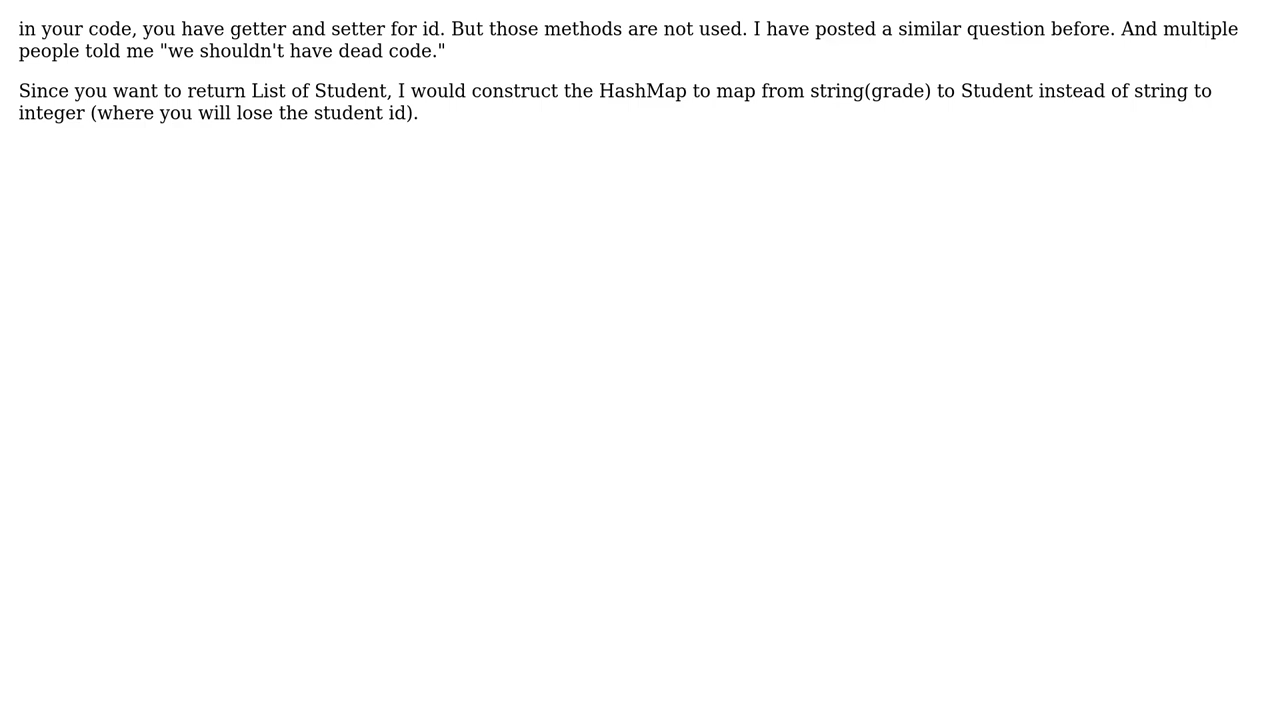 in your code, you have getter and setter for id. But those methods are not used. I have posted a similar question before. And multiple
people told me "we shouldn't have dead code."
Since you want to return List of Student, I would construct the HashMap to map from string(grade) to Student instead of string to
integer (where you will lose the student id).